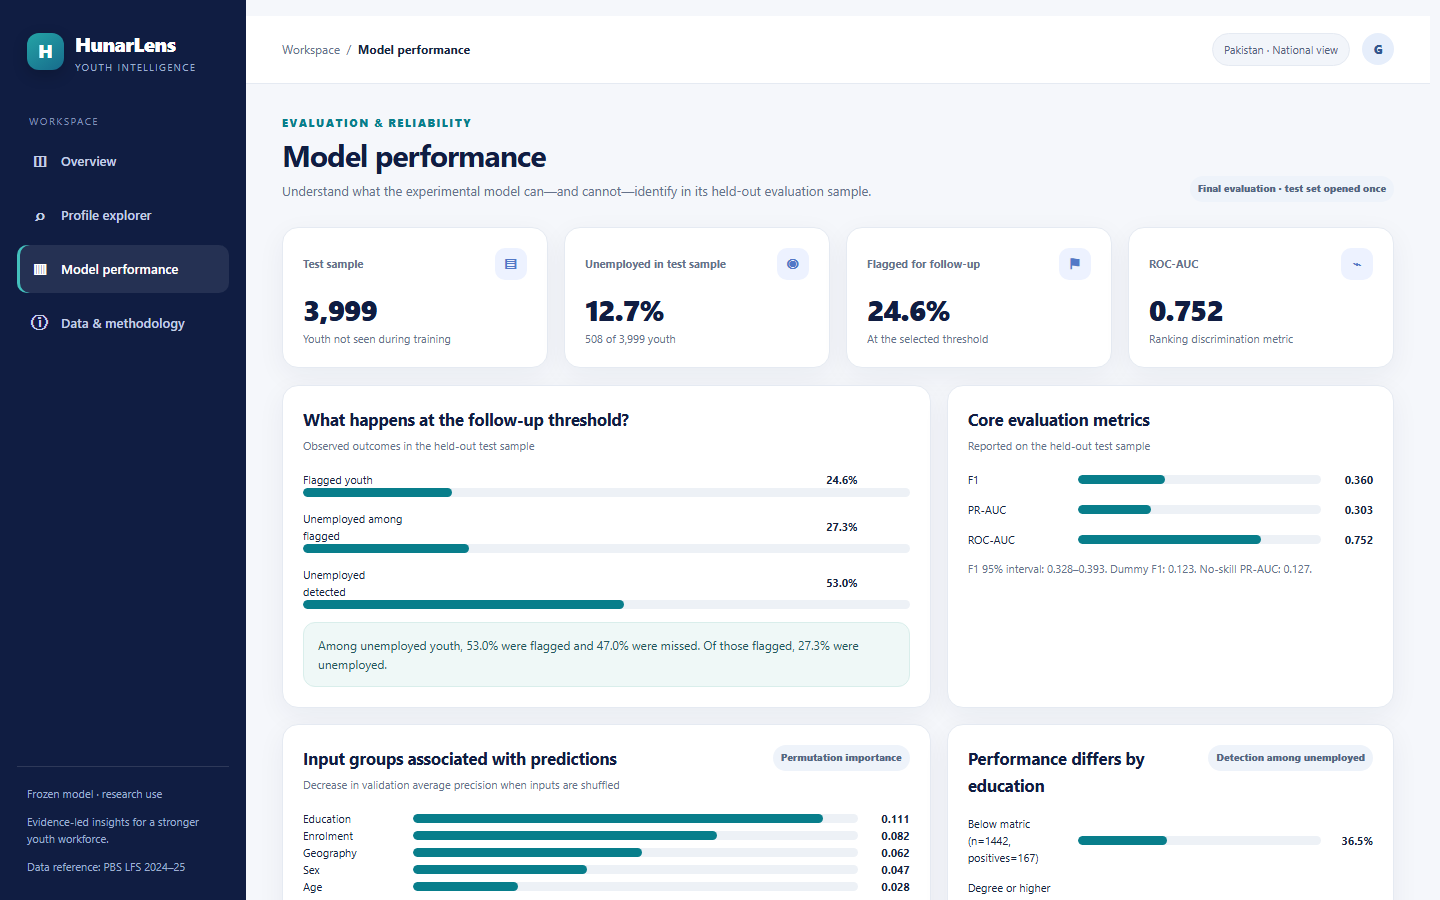 H
HunarLens
YOUTH INTELLIGENCE
WORKSPACE
Overview
Profile explorer
Model performance
Data & methodology
Frozen model · research use
Evidence-led insights for a stronger
youth workforce.
Data reference: PBS LFS 2024–25
Workspace / Model performance
Pakistan · National view
G
EVALUATION & RELIABILITY
Model performance
Understand what the experimental model can—and cannot—identify in its held-out evaluation sample.
Final evaluation · test set opened once
Test sample
3,999
Youth not seen during training
Unemployed in test sample
12.7%
508 of 3,999 youth
Flagged for follow-up
24.6%
At the selected threshold
ROC-AUC
0.752
Ranking discrimination metric
What happens at the follow-up threshold?
Observed outcomes in the held-out test sample
Flagged youth 24.6%
Unemployed among
flagged
27.3%
Unemployed
detected
53.0%
Among unemployed youth, 53.0% were flagged and 47.0% were missed. Of those flagged, 27.3% were
unemployed.
Core evaluation metrics
Reported on the held-out test sample
F1 0.360
PR-AUC 0.303
ROC-AUC 0.752
F1 95% interval: 0.328–0.393. Dummy F1: 0.123. No-skill PR-AUC: 0.127.
Input groups associated with predictions
Permutation importance
Decrease in validation average precision when inputs are shuffled
Education 0.111
Enrolment 0.082
Geography 0.062
Sex 0.047
Age 0.028
Performance differs by
education
Detection among unemployed
Below matric
(n=1442,
positives=167)
36.5%
Degree or higher